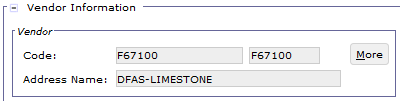 Vendor Information
Vendor
Code: F67100 F67100 More
Address Name: DFAS-LIMESTONE